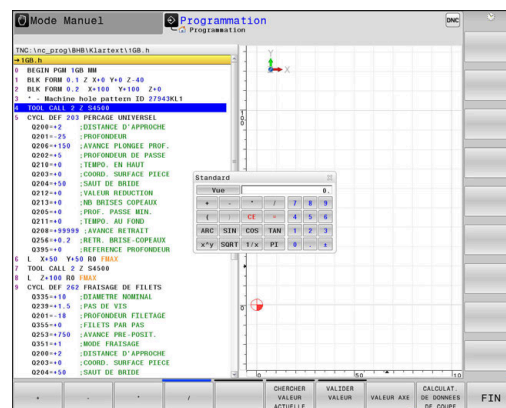 Mode Manuel
Programmation
Programmation
DNC
TNC:\nc_prog\BHB\Klartext\1GB.h
→1GB.h
0 BEGIN PGM 1GB MM
1 BLK FORM 0.1 Z X+0 Y+0 Z-40
2 BLK FORM 0.2 X+100 Y+100 Z+0
3 * - Machine hole pattern ID 27943KL1
4 TOOL CALL 2 Z S4500
5 CYCL DEF 203 PERCAGE UNIVERSEL
Q200=+2 ;DISTANCE D'APPROCHE
Q201=-25 ;PROFONDEUR
Q206=+150 ;AVANCE PLONGEE PROF.
Q202=+5 ;PROFONDEUR DE PASSE
Q210=+0 ;TEMPO. EN HAUT
Q203=+0 ;COORD. SURFACE PIECE
Q204=+50 ;SAUT DE BRIDE
Q212=+0 ;VALEUR REDUCTION
Q213=+0 ;NB BRISES COPEAUX
Q205=+0 ;PROF. PASSE MIN.
Q211=+0 ;TEMPO. AU FOND
Q208=+99999 ;AVANCE RETRAIT
Q256=+0.2 ;RETR. BRISE-COPEAUX
Q395=+0 ;REFERENCE PROFONDEUR
6 L X+50 Y+50 R0 FMAX
7 TOOL CALL 2 Z S4500
8 L Z+100 R0 FMAX
9 CYCL DEF 262 FRAISAGE DE FILETS
Q335=+10 ;DIAMETRE NOMINAL
Q239=+1.5 ;PAS DE VIS
Q201=-18 ;PROFONDEUR FILETAGE
Q355=+0 ;FILETS PAR PAS
Q253=+750 ;AVANCE PRE-POSIT.
Q351=+1 ;MODE FRAISAGE
Q200=+2 ;DISTANCE D'APPROCHE
Q203=+0 ;COORD. SURFACE PIECE
Q204=+50 ;SAUT DE BRIDE
Y
X
Standard
Vue 0.
+ - * / 7 8 9
( ) CE = 4 5 6
ARC SIN COS TAN 1 2 3
x^y SQRT 1/x PI 0 . ±
+
-
*
/
CHERCHER VALEUR ACTUELLE
VALIDER VALEUR
VALEUR AXE
CALCULAT. DE DONNEES DE COUPE
FIN